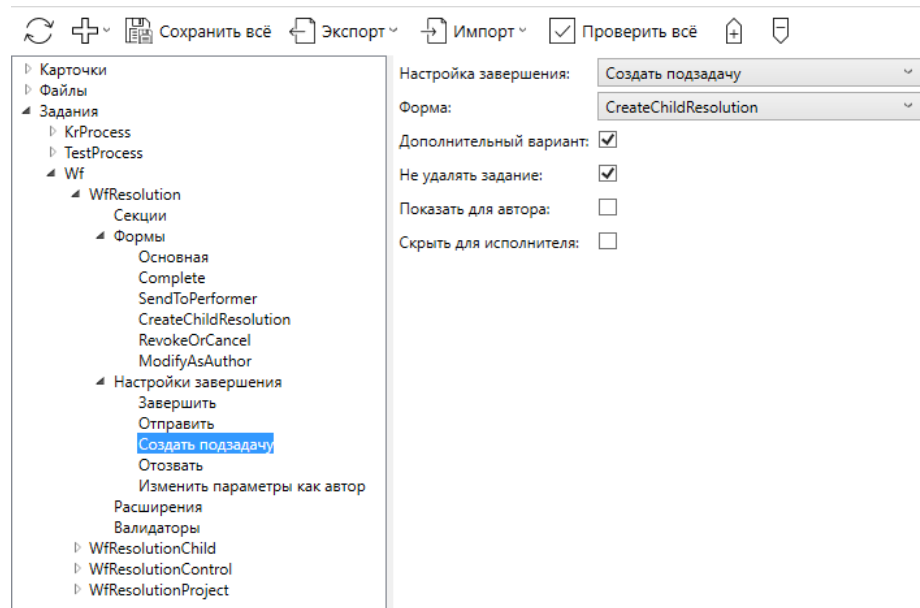 Сохранить всё Экспорт Импорт Проверить всё
Карточки
Файлы
Задания
KrProcess
TestProcess
Wf
WfResolution
Секции
Формы
Основная
Complete
SendToPerformer
CreateChildResolution
RevokeOrCancel
ModifyAsAuthor
Настройки завершения
Завершить
Отправить
Создать подзадачу
Отозвать
Изменить параметры как автор
Расширения
Валидаторы
WfResolutionChild
WfResolutionControl
WfResolutionProject
Настройка завершения: Создать подзадачу
Форма: CreateChildResolution
Дополнительный вариант:
Не удалять задание:
Показать для автора:
Скрыть для исполнителя: